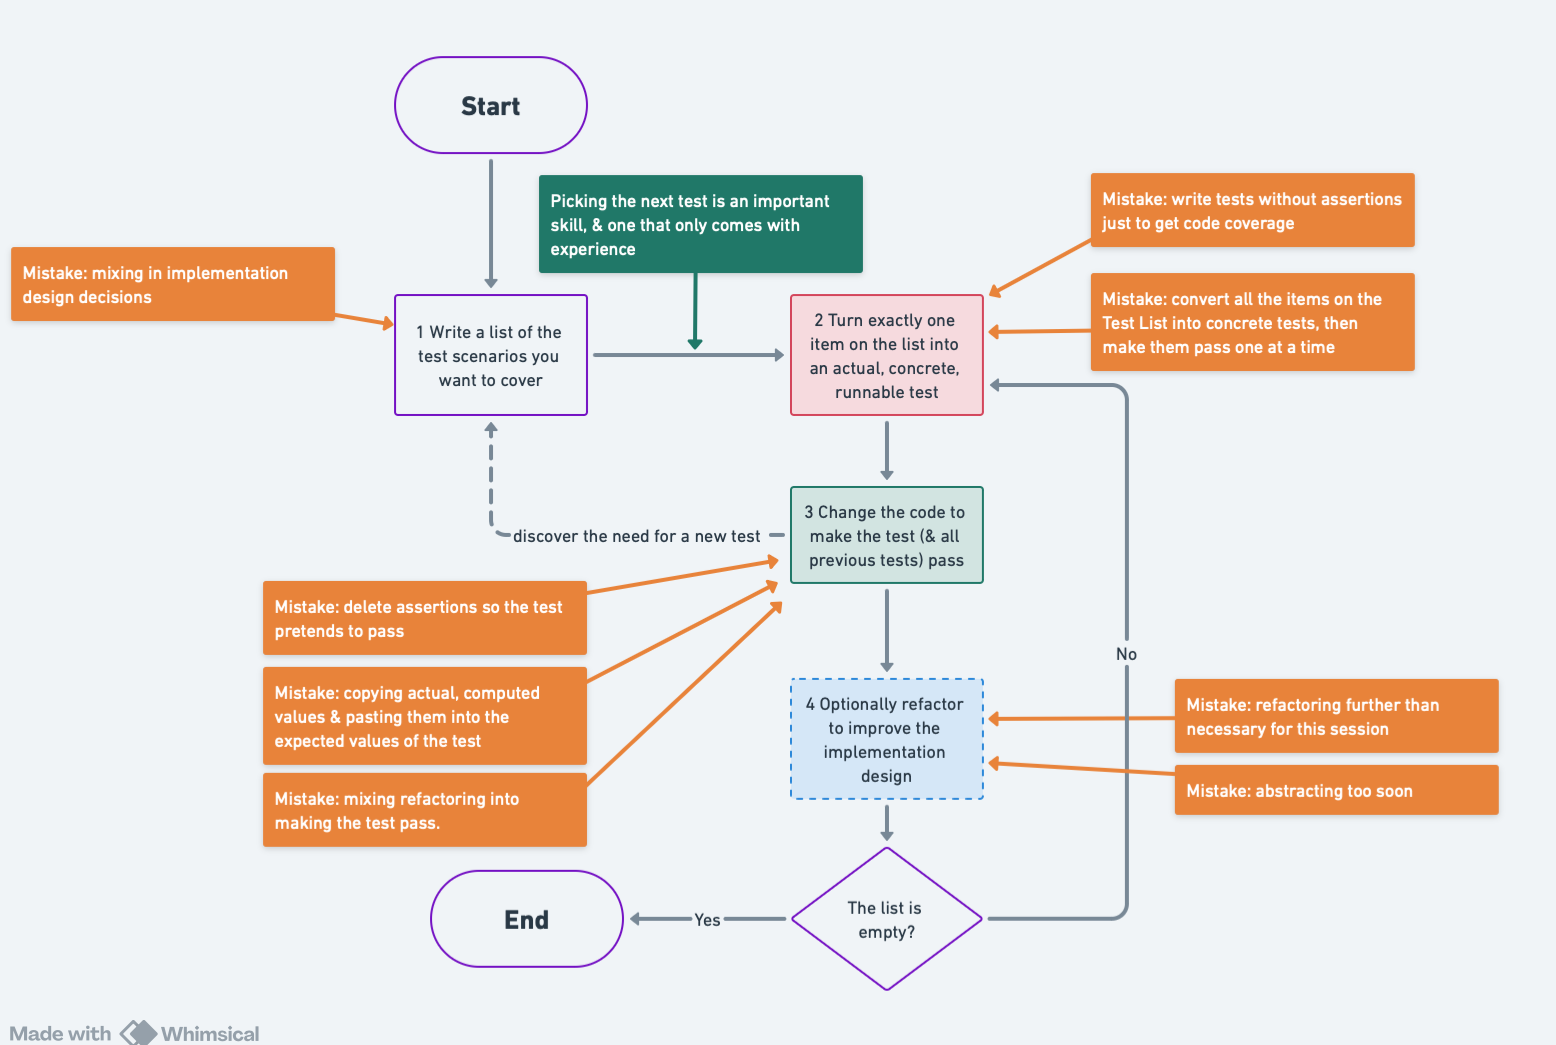 Start
Picking the next test is an important
skill, & one that only comes with
experience
Mistake: write tests without assertions
just to get code coverage
Mistake: mixing in implementation
design decisions
Mistake: convert all the items on the
Test List into concrete tests, then
make them pass one at a time
1 Write a list of the
test scenarios you
want to cover
2 Turn exactly one
item on the list into
an actual, concrete,
runnable test
3 Change the code to
make the test (& all
previous tests) pass
discover the need for a new test
Mistake: delete assertions so the test
pretends to pass
Mistake: copying actual, computed
values & pasting them into the
expected values of the test
Mistake: mixing refactoring into
making the test pass.
No
4 Optionally refactor
to improve the
implementation
design
Mistake: refactoring further than
necessary for this session
Mistake: abstracting too soon
The list is
empty?
Yes
End
Made with Whimsical